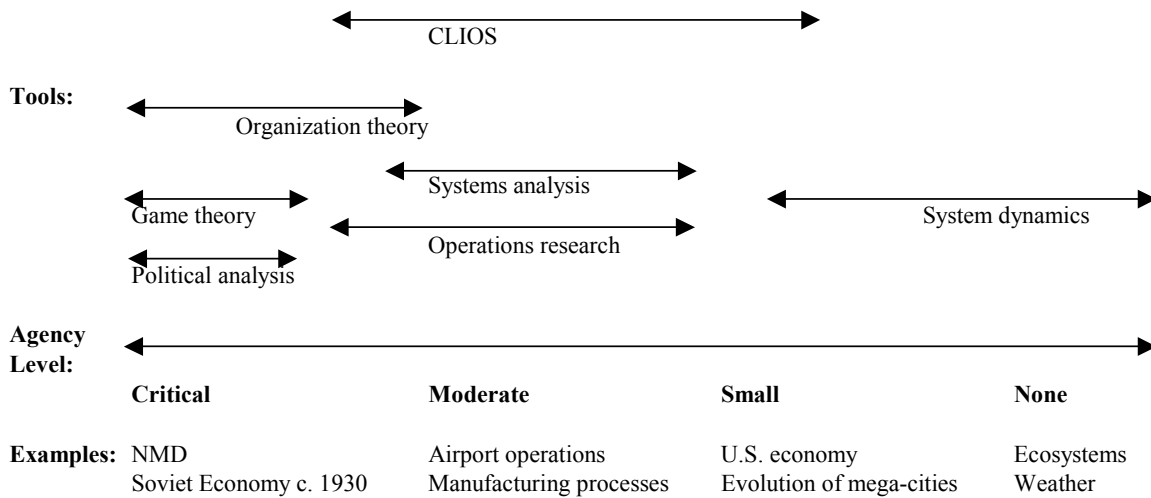 CLIOS
Tools:
Organization theory
Systems analysis
Game theory System dynamics
Operations research
Political analysis
Agency
Level:
Critical Moderate Small None
Examples: NMD Airport operations U.S. economy Ecosystems
Soviet Economy c. 1930 Manufacturing processes Evolution of mega-cities Weather